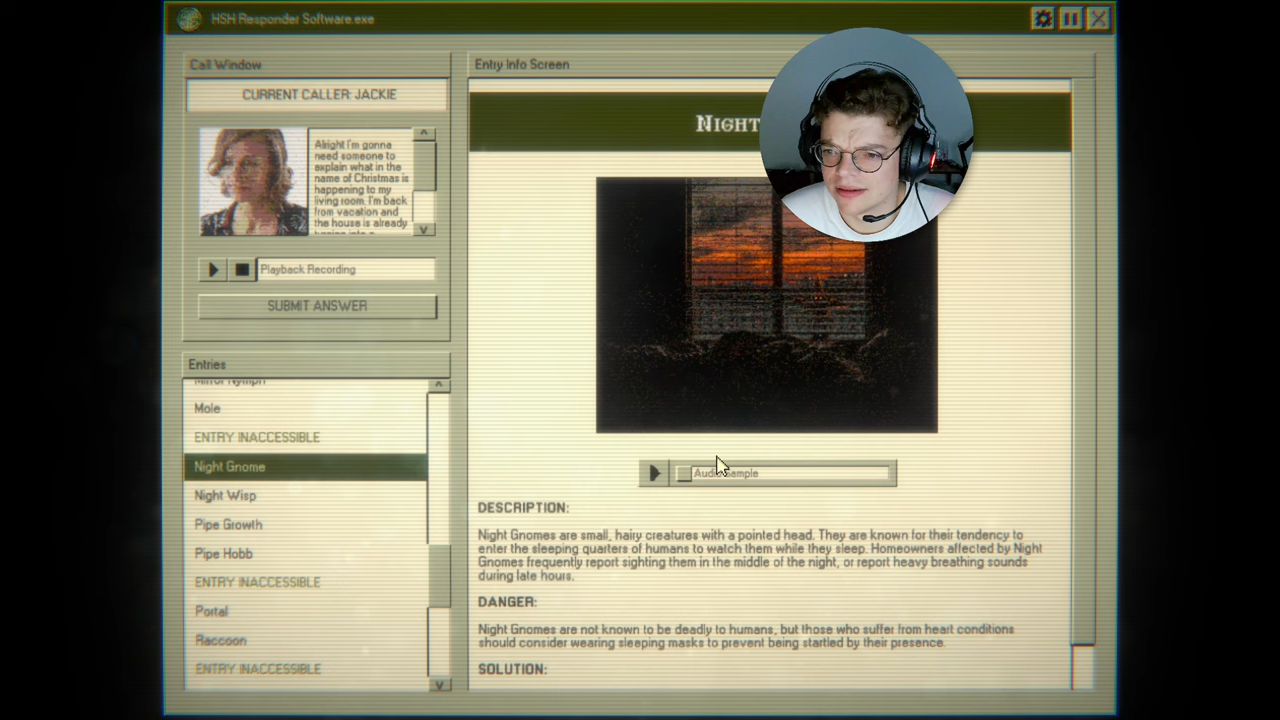 HSH Responder Software.exe
Call Window
CURRENT CALLER: JACKIE
Alright I'm gonna
need someone to
explain what in the
name of Christmas is
happening to my
living room. I'm back
from vacation and
the house is already
Playback Recording
SUBMIT ANSWER
Entries
Mirror Nymph
Mole
ENTRY INACCESSIBLE
Night Gnome
Night Wisp
Pipe Growth
Pipe Hobb
ENTRY INACCESSIBLE
Portal
Raccoon
ENTRY INACCESSIBLE
Entry Info Screen
NIGHT
Audio Sample
DESCRIPTION:
Night Gnomes are small, hairy creatures with a pointed head. They are known for their tendency to
enter the sleeping quarters of humans to watch them while they sleep. Homeowners affected by Night
Gnomes frequently report sighting them in the middle of the night, or report heavy breathing sounds
during late hours.
DANGER:
Night Gnomes are not known to be deadly to humans, but those who suffer from heart conditions
should consider wearing sleeping masks to prevent being startled by their presence.
SOLUTION: